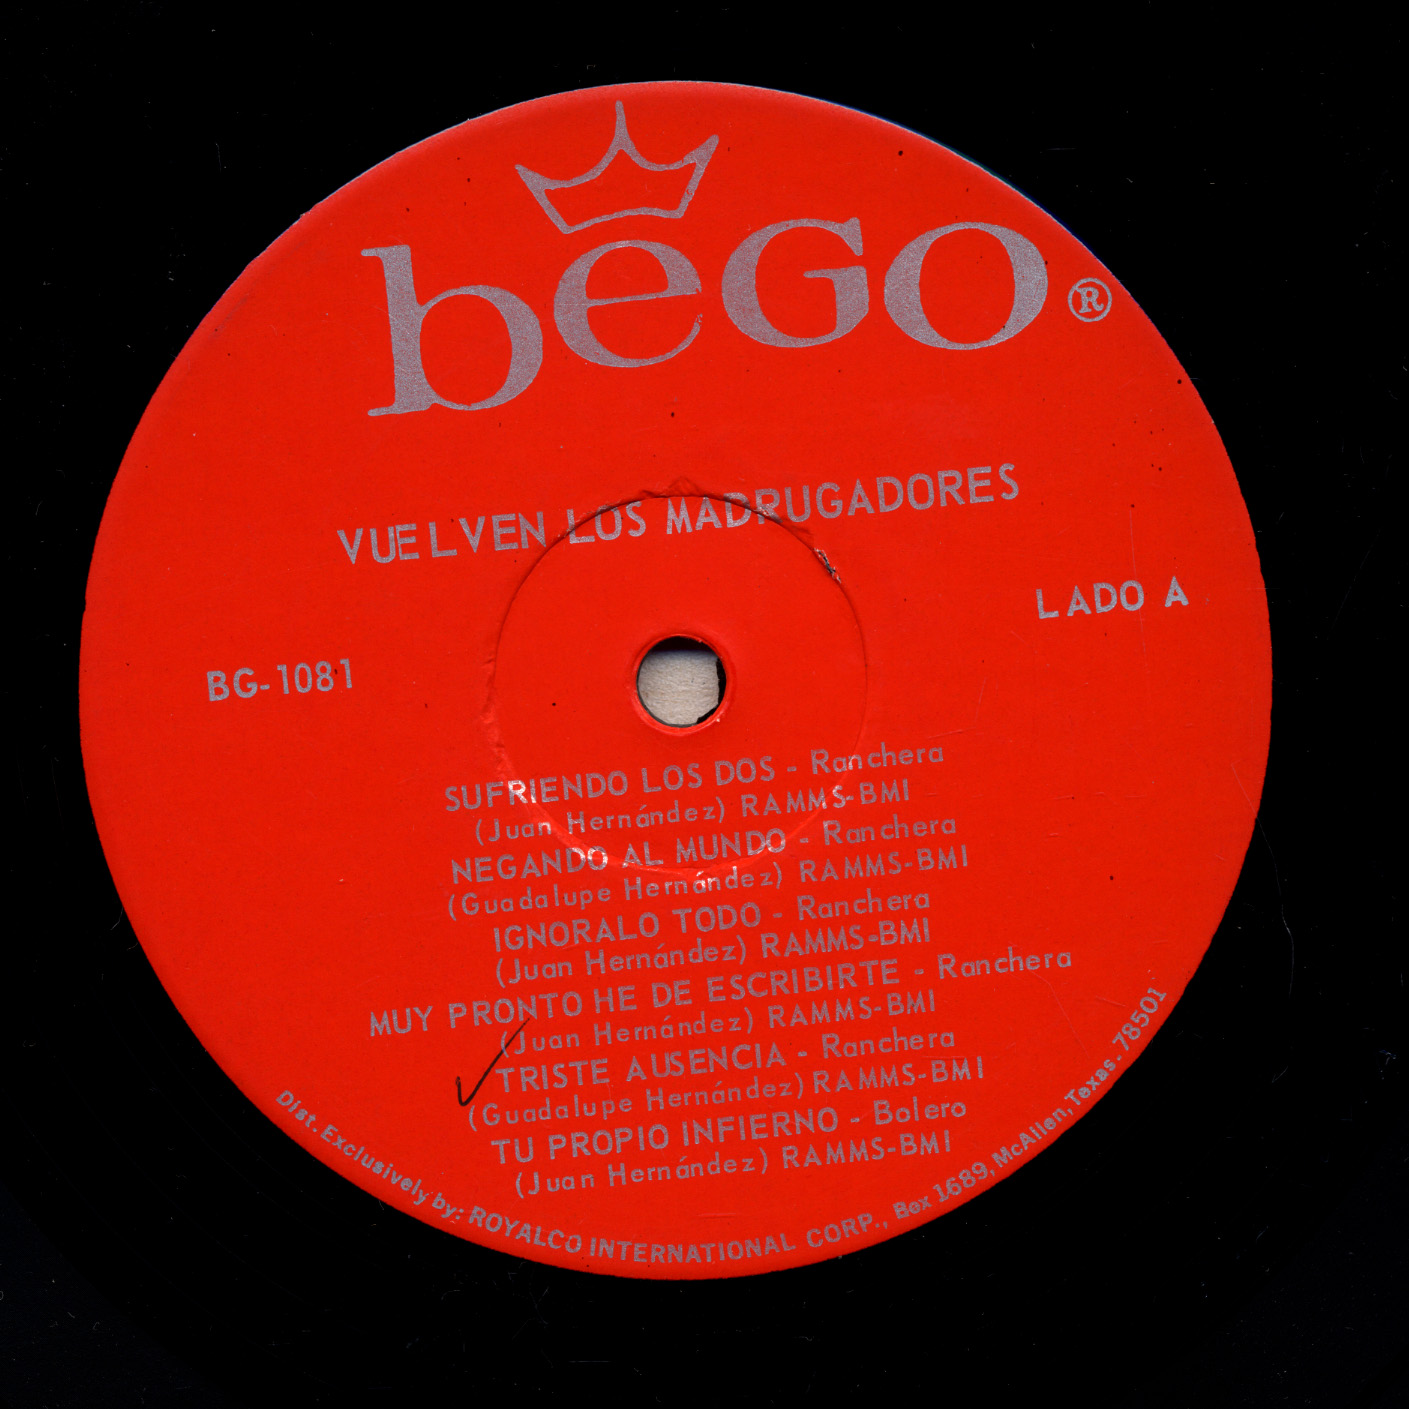 bego ®
VUELVEN LOS MADRUGADORES
LADO A
BG-1081
SUFRIENDO LOS DOS - Ranchera
(Juan Hernández) RAMMS-BMI
NEGANDO AL MUNDO - Ranchera
(Guadalupe Hernández) RAMMS-BMI
IGNORALO TODO - Ranchera
(Juan Hernández) RAMMS-BMI
MUY PRONTO HE DE ESCRIBIRTE - Ranchera
(Juan Hernández) RAMMS-BMI
TRISTE AUSENCIA - Ranchera
(Guadalupe Hernández) RAMMS-BMI
TU PROPIO INFIERNO - Bolero
(Juan Hernández) RAMMS-BMI
Dist. Exclusively by: ROYALCO INTERNATIONAL CORP., Box 1689, McAllen, Texas. 78501